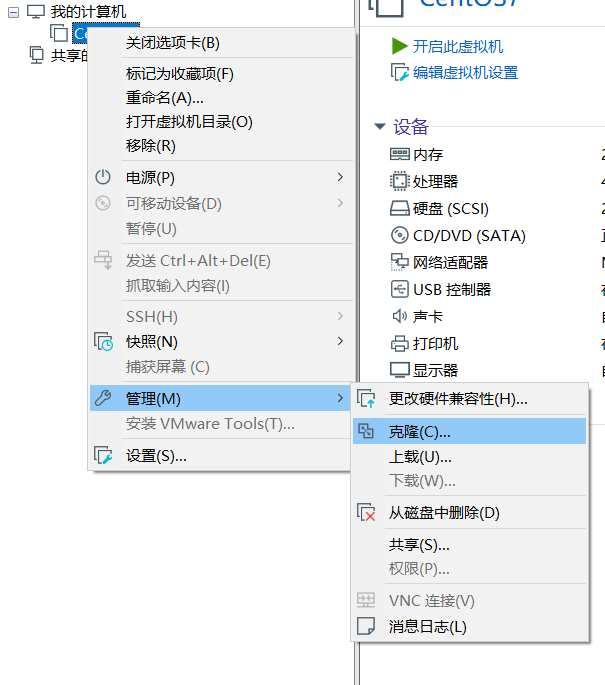 我的计算机
共享的
关闭选项卡(B)
标记为收藏项(F)
重命名(A)...
打开虚拟机目录(O)
移除(R)
电源(P)
可移动设备(D)
暂停(U)
发送 Ctrl+Alt+Del(E)
抓取输入内容(I)
SSH(H)
快照(N)
捕获屏幕 (C)
管理(M)
安装 VMware Tools(T)...
设置(S)...
更改硬件兼容性(H)...
克隆(C)...
上载(U)...
下载(W)...
从磁盘中删除(D)
共享(S)...
权限(P)...
VNC 连接(V)
消息日志(L)
CentOS7
开启此虚拟机
编辑虚拟机设置
设备
内存
处理器
硬盘 (SCSI)
CD/DVD (SATA)
网络适配器
USB 控制器
声卡
打印机
显示器